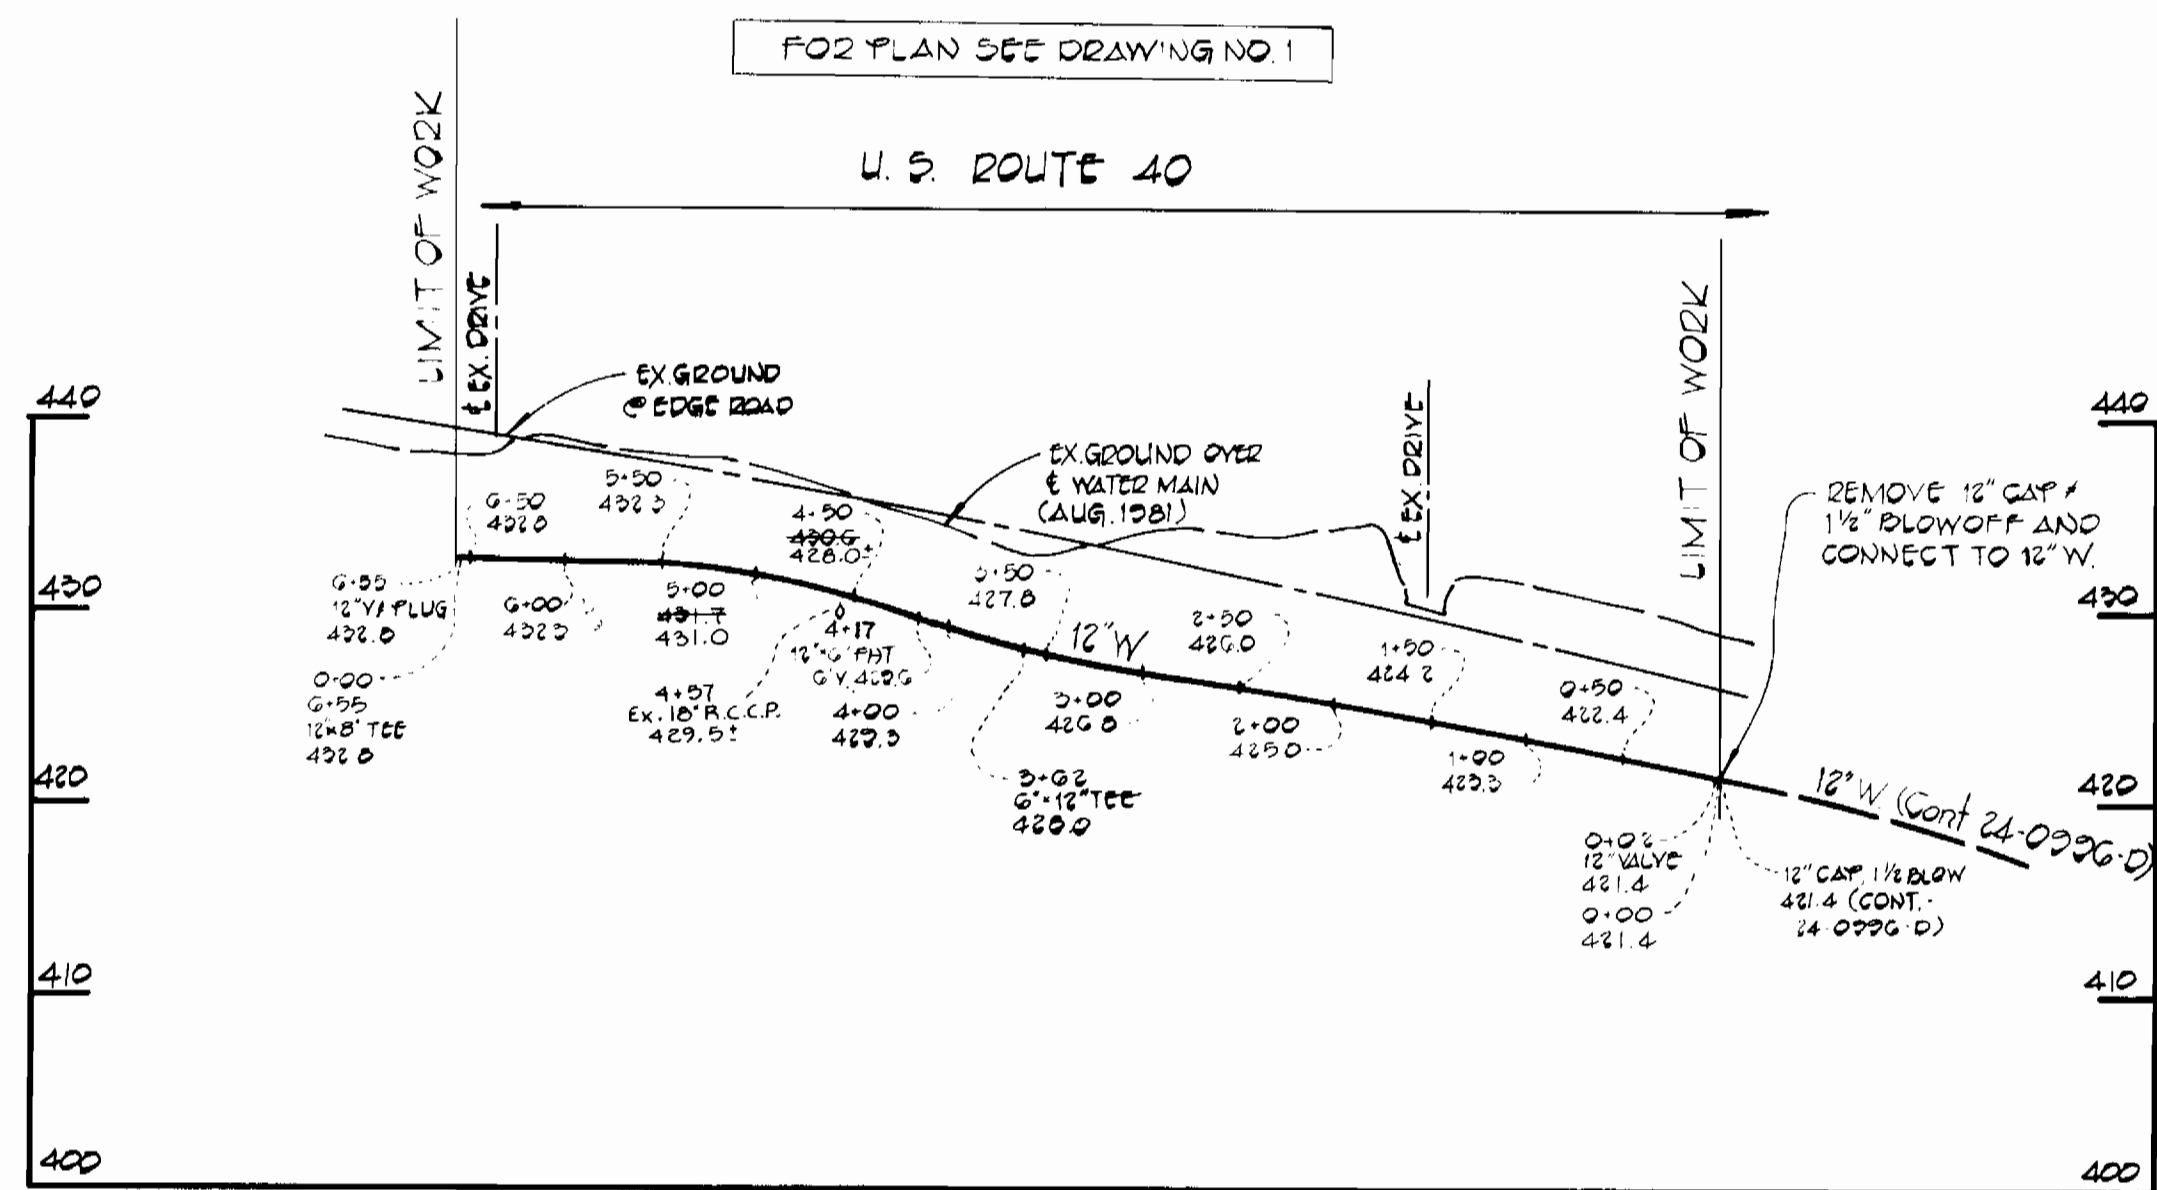 FOR PLAN SEE DRAWING NO. 1
U. S. ROUTE 40
LIMIT OF WORK
℄ EX. DRIVE
EX. GROUND
@ EDGE ROAD
EX. GROUND OVER
℄ WATER MAIN
(AUG. 1981)
℄ EX. DRIVE
LIMIT OF WORK
REMOVE 12" CAP &
1½" BLOWOFF AND
CONNECT TO 12" W.
440
430
420
410
400
440
430
420
410
400
6+50
432.8
5+50
432.3
4+50
430.6
428.0±
3+50
427.8
2+50
426.0
1+50
424.2
0+50
422.4
6+55
12" V & PLUG
432.8
0+00
6+55
12"x8" TEE
432.8
6+00
432.3
5+00
431.7
431.0
4+57
Ex. 18" R.C.C.P.
429.5±
4+17
12"x6" FHT
6"V. 429.6
4+00
429.3
3+62
6"x12" TEE
428.0
12" W
3+00
426.8
2+00
425.0
1+00
423.3
0+02
12" VALVE
421.4
0+00
421.4
12" CAP, 1½ BLOW
421.4 (CONT.-
24-0996-D)
12" W. (Cont 24-0996-D)